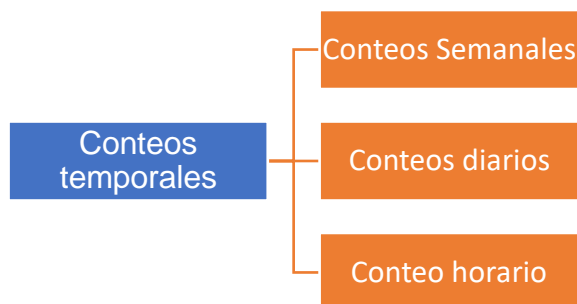 Conteos
temporales
Conteos Semanales
Conteos diarios
Conteo horario